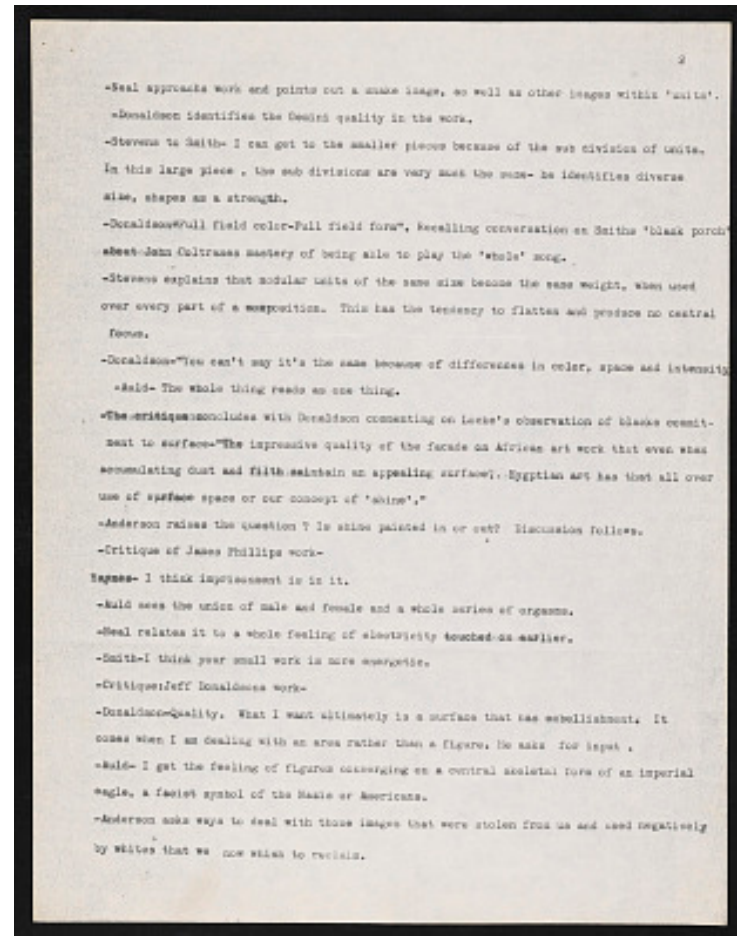 2
-Neal approachs work and points out a snake image, as well as other images within 'units'.
-Donaldson identifies the Gemini quality in the work.
-Stevens to Smith- I can get to the smaller pieces because of the sub division of units.
In this large piece , the sub divisions are very much the same- he identifies diverse
size, shapes as a strength.
-Donaldson"Full field color-Full field form", Recalling conversation on Smiths 'blank porch'
about John Coltranes mastery of being able to play the 'whole' song.
-Stevens explains that modular units of the same size become the same weight, when used
over every part of a composition. This has the tendency to flatten and produce no central
focus.
-Donaldson-"You can't say it's the same because of differences in color, space and intensity
-Auld- The whole thing reads as one thing.
-The critique concludes with Donaldson commenting on Locke's observation of blacks commit-
ment to surface-"The impressive quality of the facade on African art work that even when
accumulating dust and filth maintain an appealing surface". Egyptian art has that all over
use of surface space or our concept of 'shine'."
-Anderson raises the question ? Is shine painted in or out? Discussion follows.
-Critique of James Phillips work-
- I think imprisonment is in it.
-Auld sees the union of male and female and a whole series of orgasms.
-Neal relates it to a whole feeling of electricity touched on earlier.
-Smith-I think your small work is more energetic.
-Critique:Jeff Donaldsons work-
-Donaldson-Quality. What I want ultimately is a surface that has embellishment. It
comes when I am dealing with an area rather than a figure. He asks for input .
-Auld- I get the feeling of figures converging on a central skeletal form of an imperial
eagle, a facist symbol of the Nazis or Americans.
-Anderson asks ways to deal with those images that were stolen from us and used negatively
by whites that we now which to reclaim.